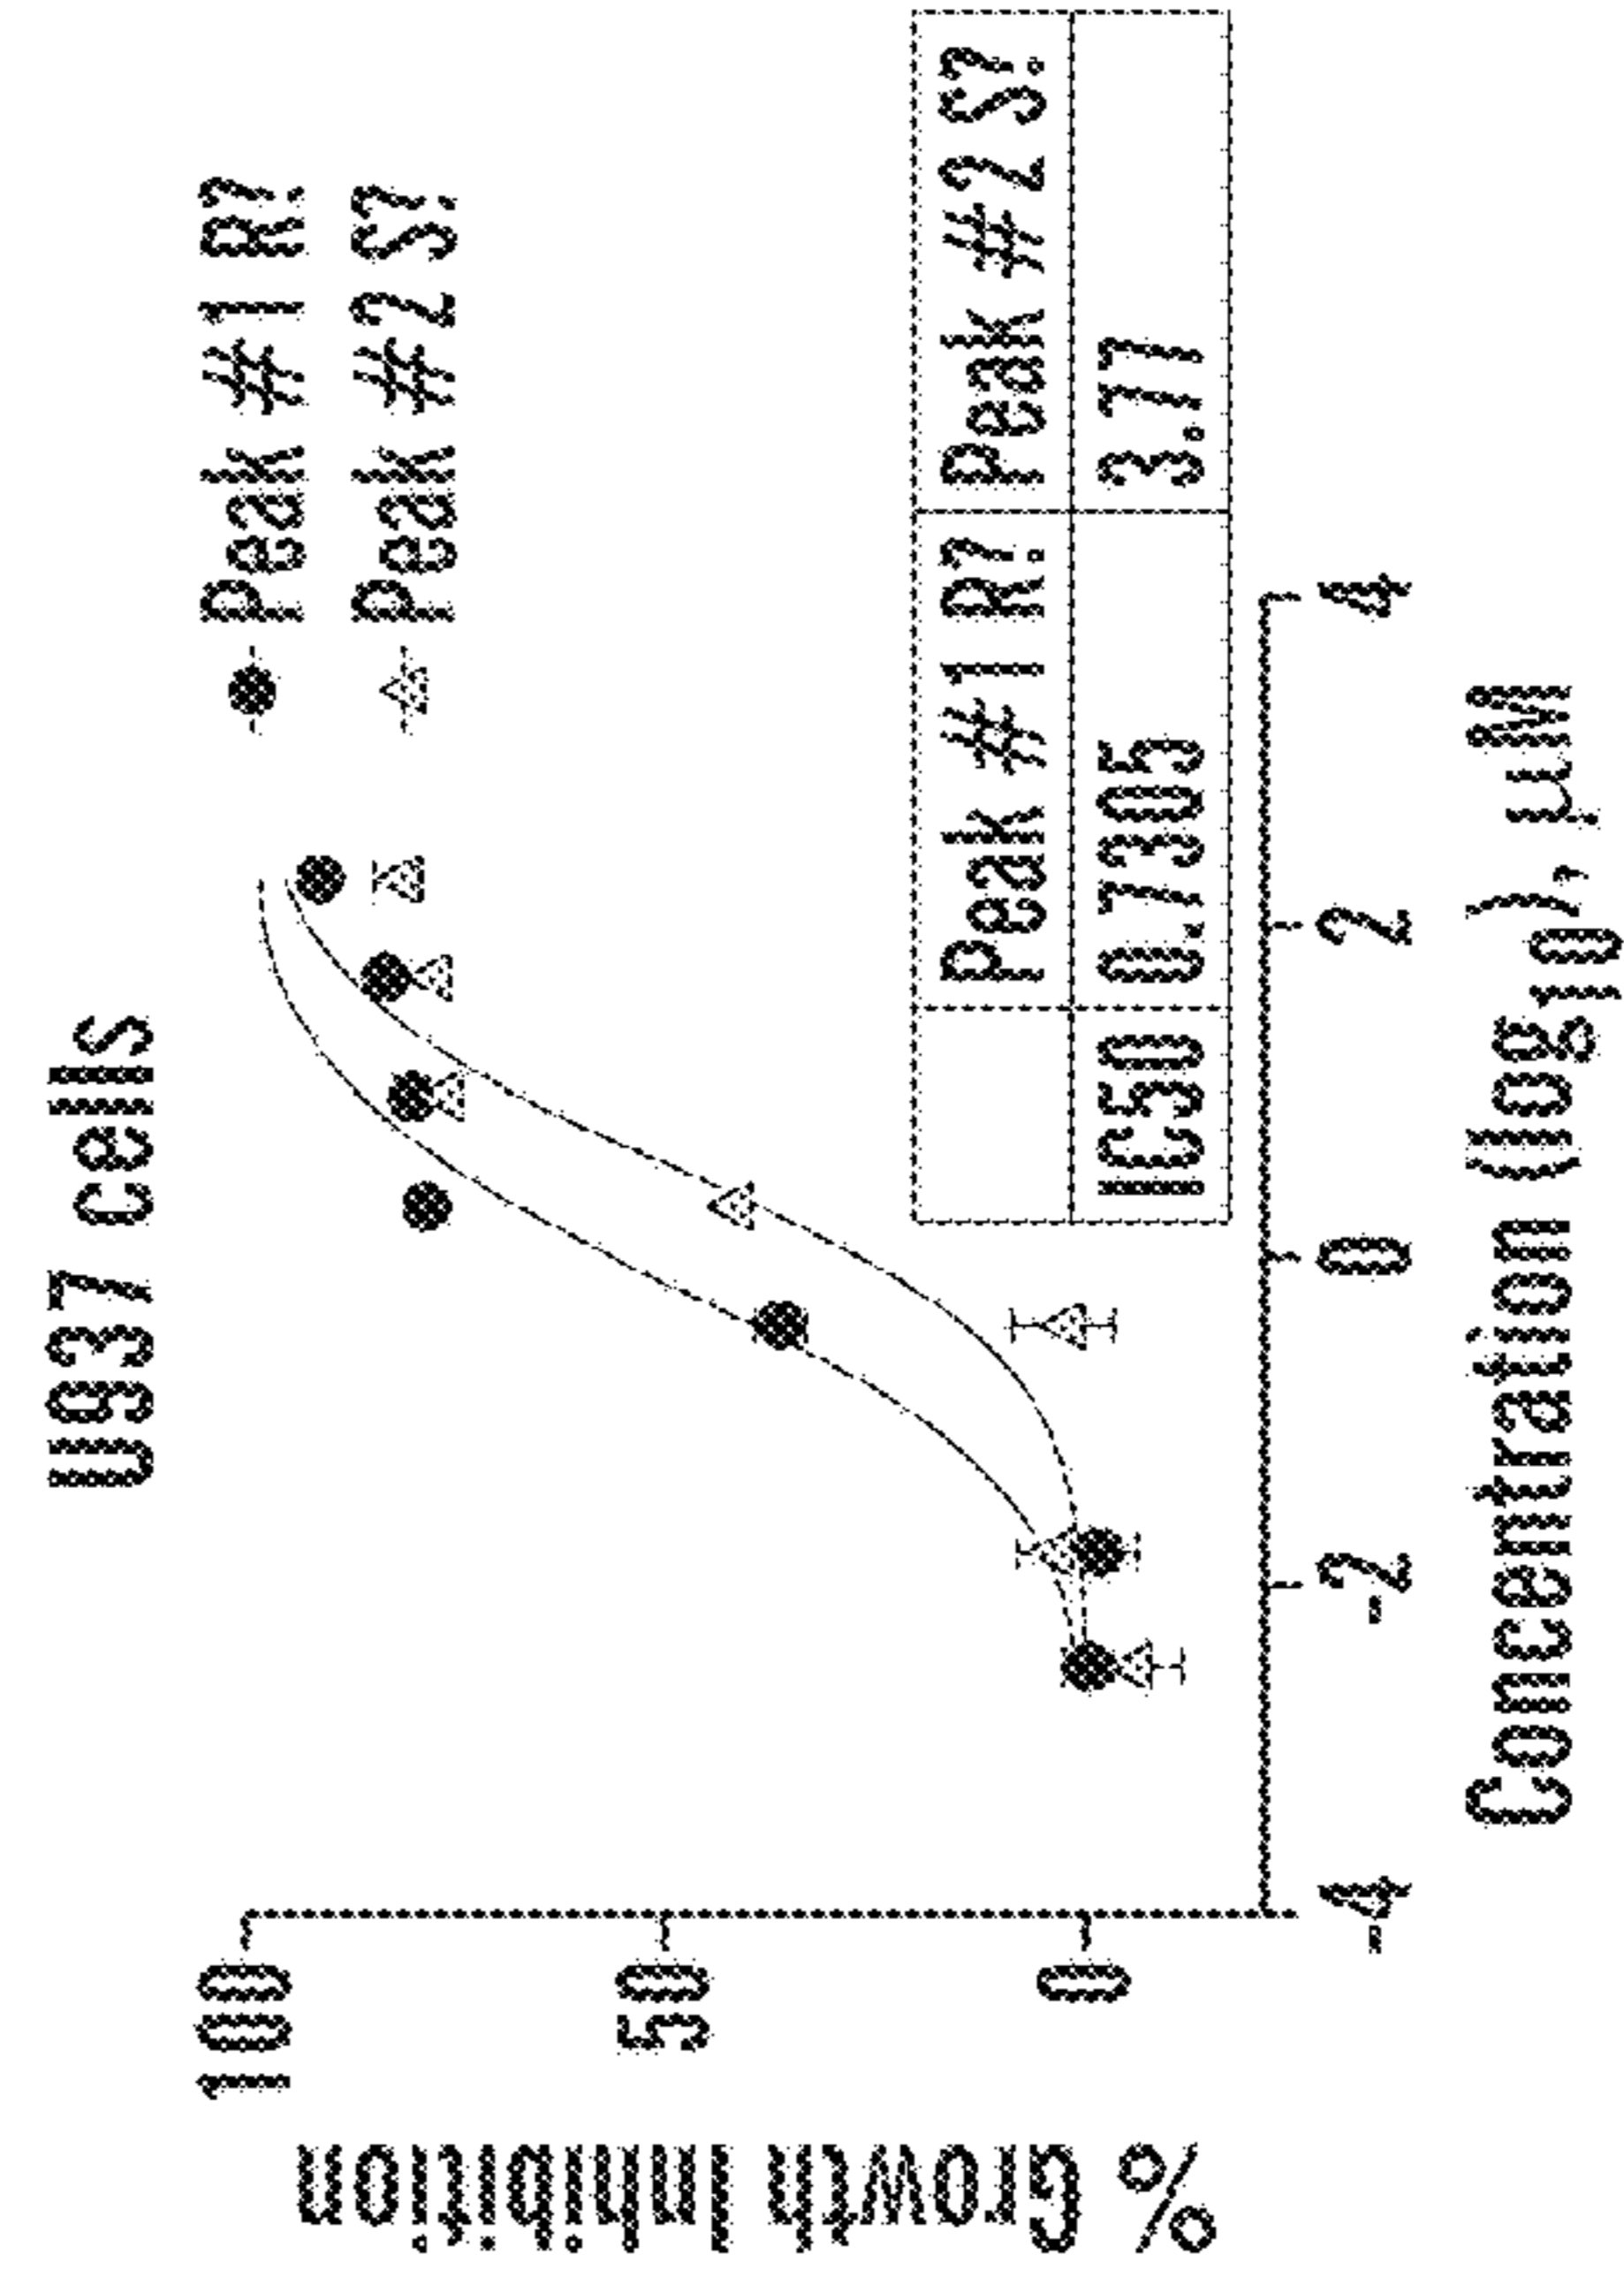 U937 cells
Peak #1 R?
Peak #2 S?
% Growth Inhibition
100
50
0
Peak #1 R? Peak #2 S?
IC50 0.7305 3.77
-4 -2 0 2 4
Concentration (log10), µM